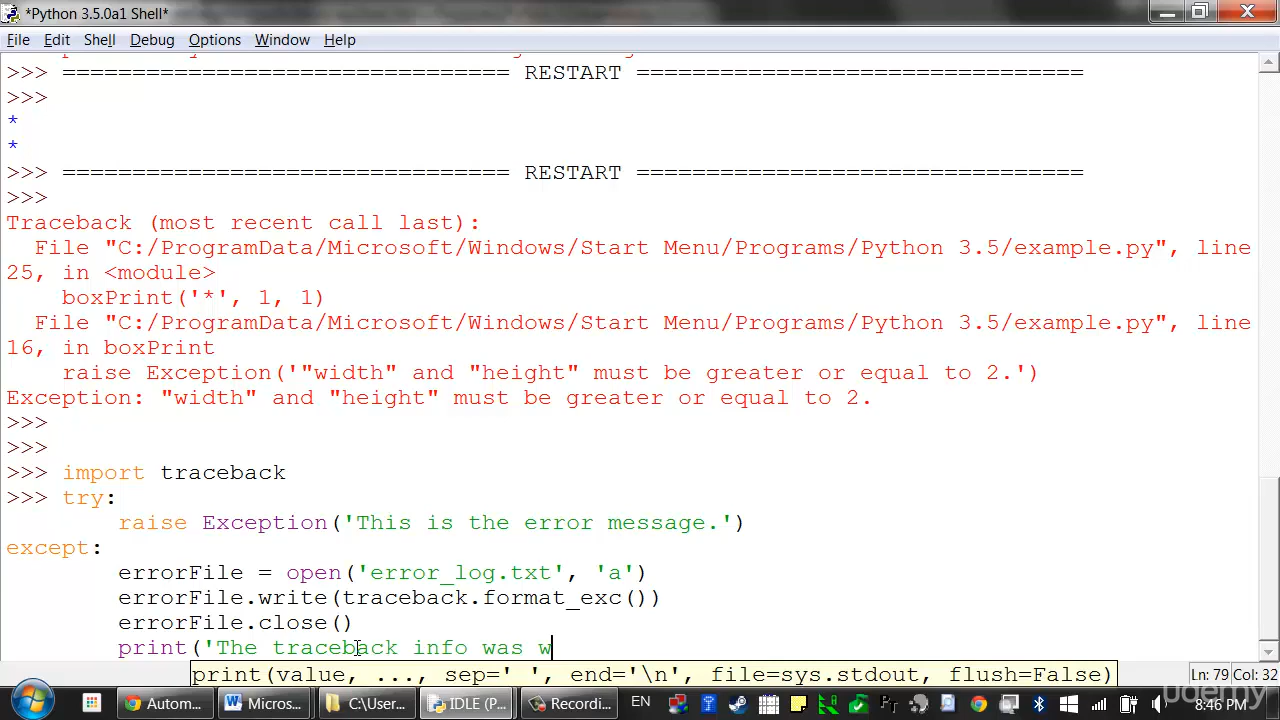 *Python 3.5.0a1 Shell*
File Edit Shell Debug Options Window Help
>>> ================================ RESTART ================================
>>>
*
*
>>> ================================ RESTART ================================
>>>
Traceback (most recent call last):
  File "C:/ProgramData/Microsoft/Windows/Start Menu/Programs/Python 3.5/example.py", line
25, in <module>
    boxPrint('*', 1, 1)
  File "C:/ProgramData/Microsoft/Windows/Start Menu/Programs/Python 3.5/example.py", line
16, in boxPrint
    raise Exception('"width" and "height" must be greater or equal to 2.')
Exception: "width" and "height" must be greater or equal to 2.
>>>
>>>
>>> import traceback
>>> try:
        raise Exception('This is the error message.')
except:
        errorFile = open('error_log.txt', 'a')
        errorFile.write(traceback.format_exc())
        errorFile.close()
        print('The traceback info was w
print(value, ..., sep=' ', end='\n', file=sys.stdout, flush=False)
Ln: 79 Col: 32
udemy
Autom... Micros... C:\User... IDLE (P... Recordi... EN 8:46 PM